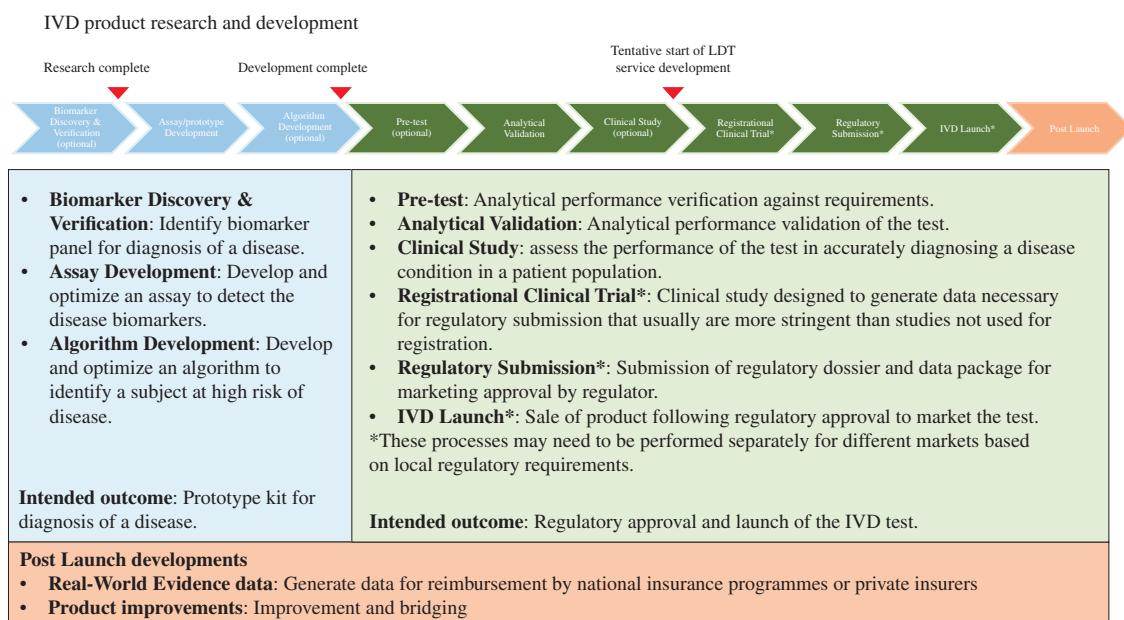 IVD product research and development
Tentative start of LDT
service development
Research complete
Development complete
Biomarker
Discovery &
Verification
(optional)
Assay/prototype
Development
Algorithm
Development
(optional)
Pre-test
(optional)
Analytical
Validation
Clinical Study
(optional)
Registrational
Clinical Trial*
Regulatory
Submission*
IVD Launch*
Post Launch
• Biomarker Discovery &
Verification: Identify biomarker
panel for diagnosis of a disease.
• Assay Development: Develop and
optimize an assay to detect the
disease biomarkers.
• Algorithm Development: Develop
and optimize an algorithm to
identify a subject at high risk of
disease.
Intended outcome: Prototype kit for
diagnosis of a disease.
• Pre-test: Analytical performance verification against requirements.
• Analytical Validation: Analytical performance validation of the test.
• Clinical Study: assess the performance of the test in accurately diagnosing a disease
condition in a patient population.
• Registrational Clinical Trial*: Clinical study designed to generate data necessary
for regulatory submission that usually are more stringent than studies not used for
registration.
• Regulatory Submission*: Submission of regulatory dossier and data package for
marketing approval by regulator.
• IVD Launch*: Sale of product following regulatory approval to market the test.
*These processes may need to be performed separately for different markets based
on local regulatory requirements.
Intended outcome: Regulatory approval and launch of the IVD test.
Post Launch developments
• Real-World Evidence data: Generate data for reimbursement by national insurance programmes or private insurers
• Product improvements: Improvement and bridging